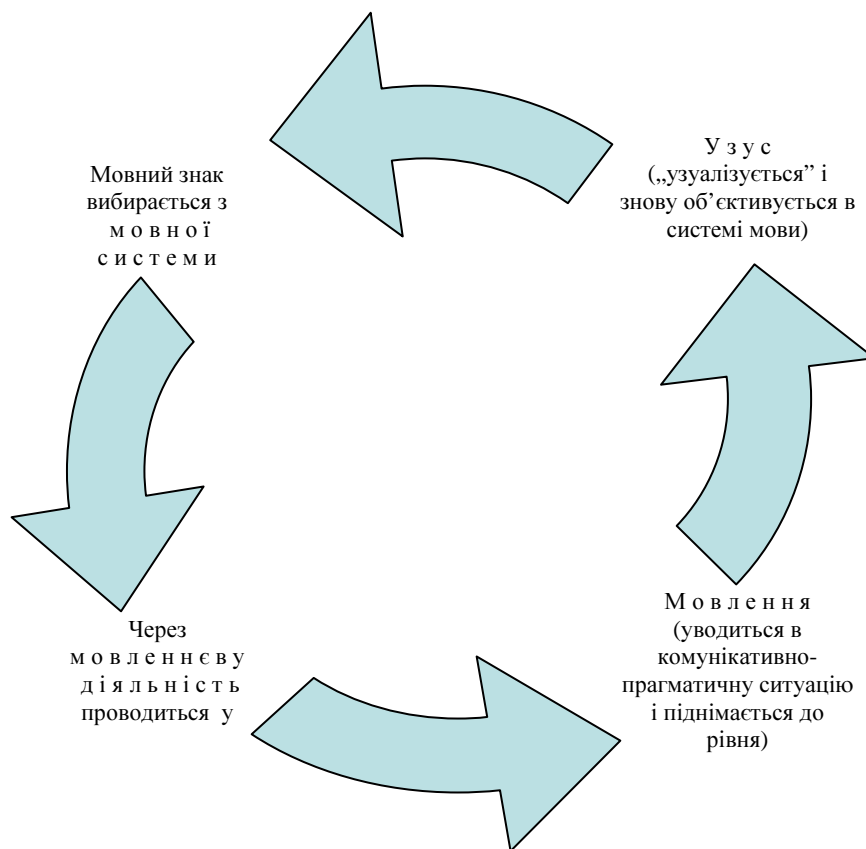 Мовний знак
вибирається з
м о в н о ї
с и с т е м и
Через
м о в л е н н є в у
д і я л ь н і с т ь
проводиться у
М о в л е н н я
(уводиться в
комунікативно-
прагматичну ситуацію
і піднімається до
рівня)
У з у с
(„узуалізується” і
знову об’єктивується в
системі мови)